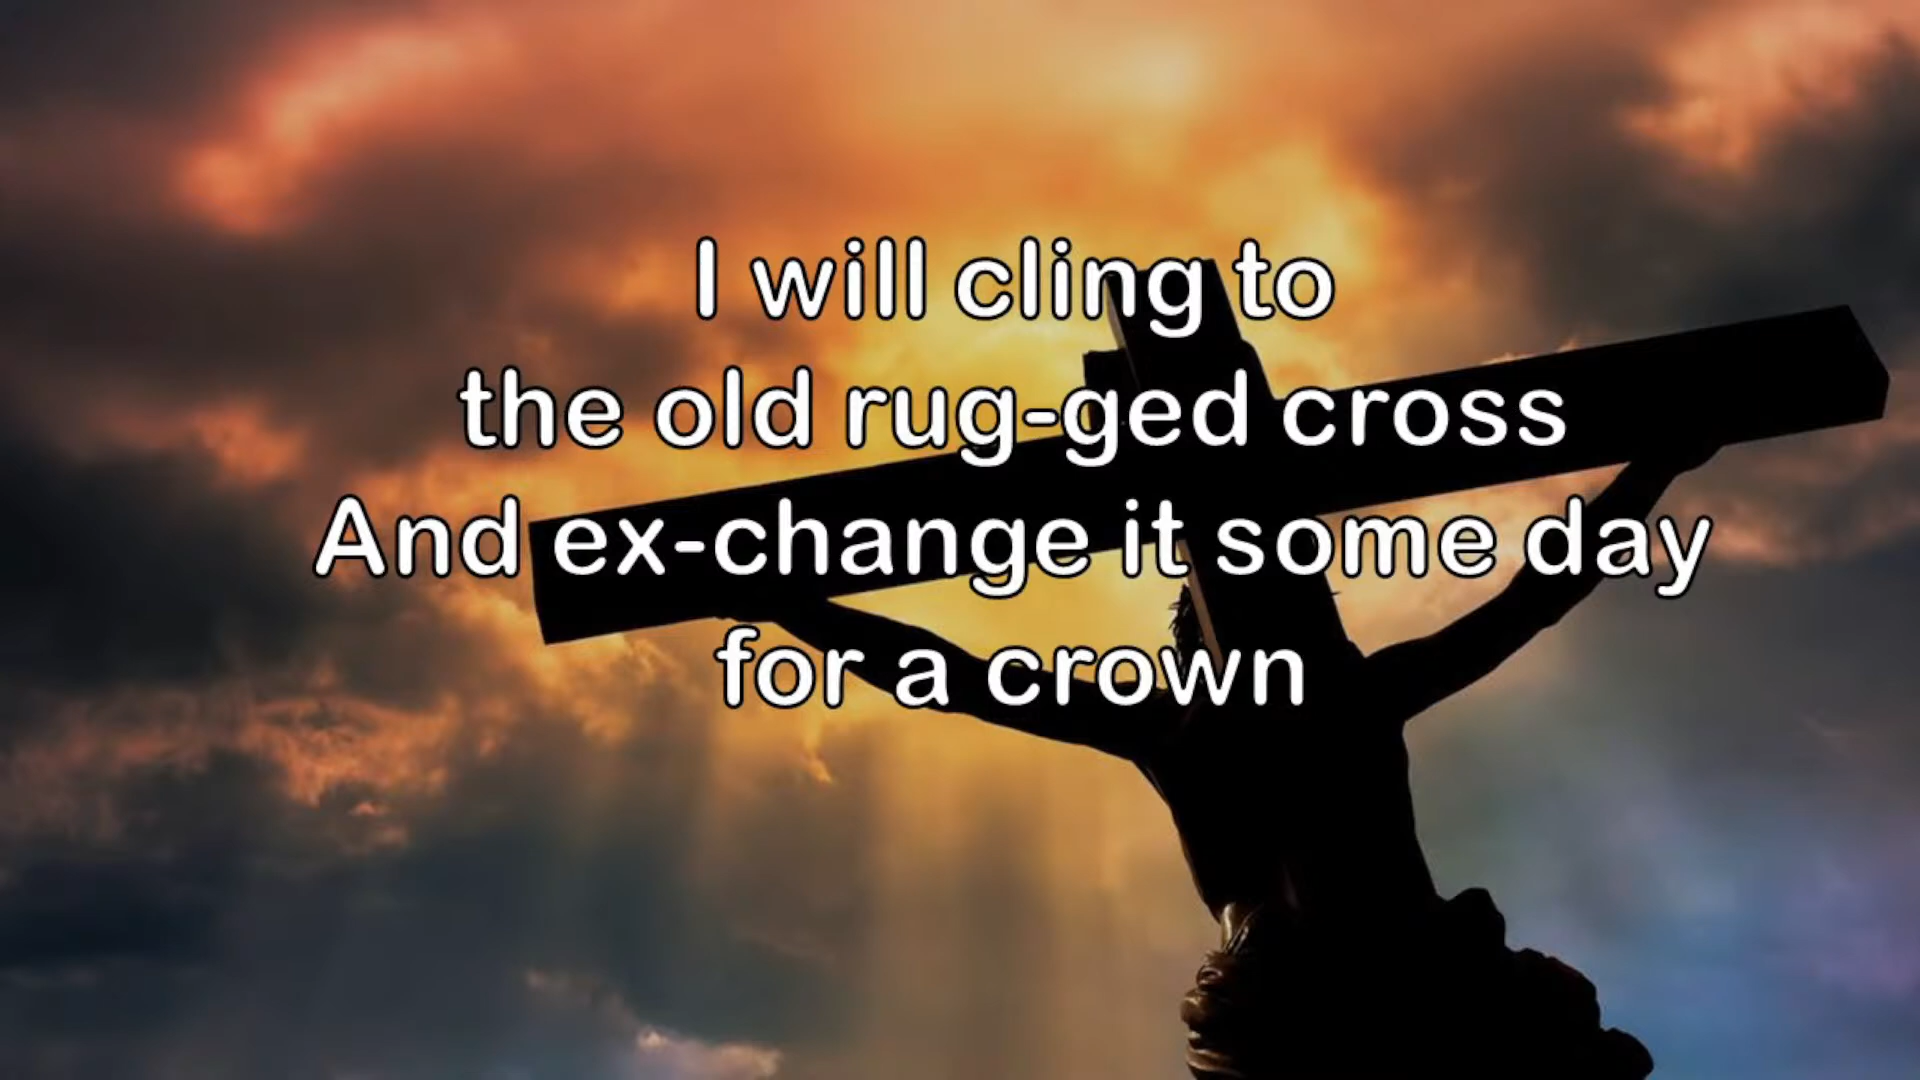 I will cling to
the old rug-ged cross
And ex-change it some day
for a crown